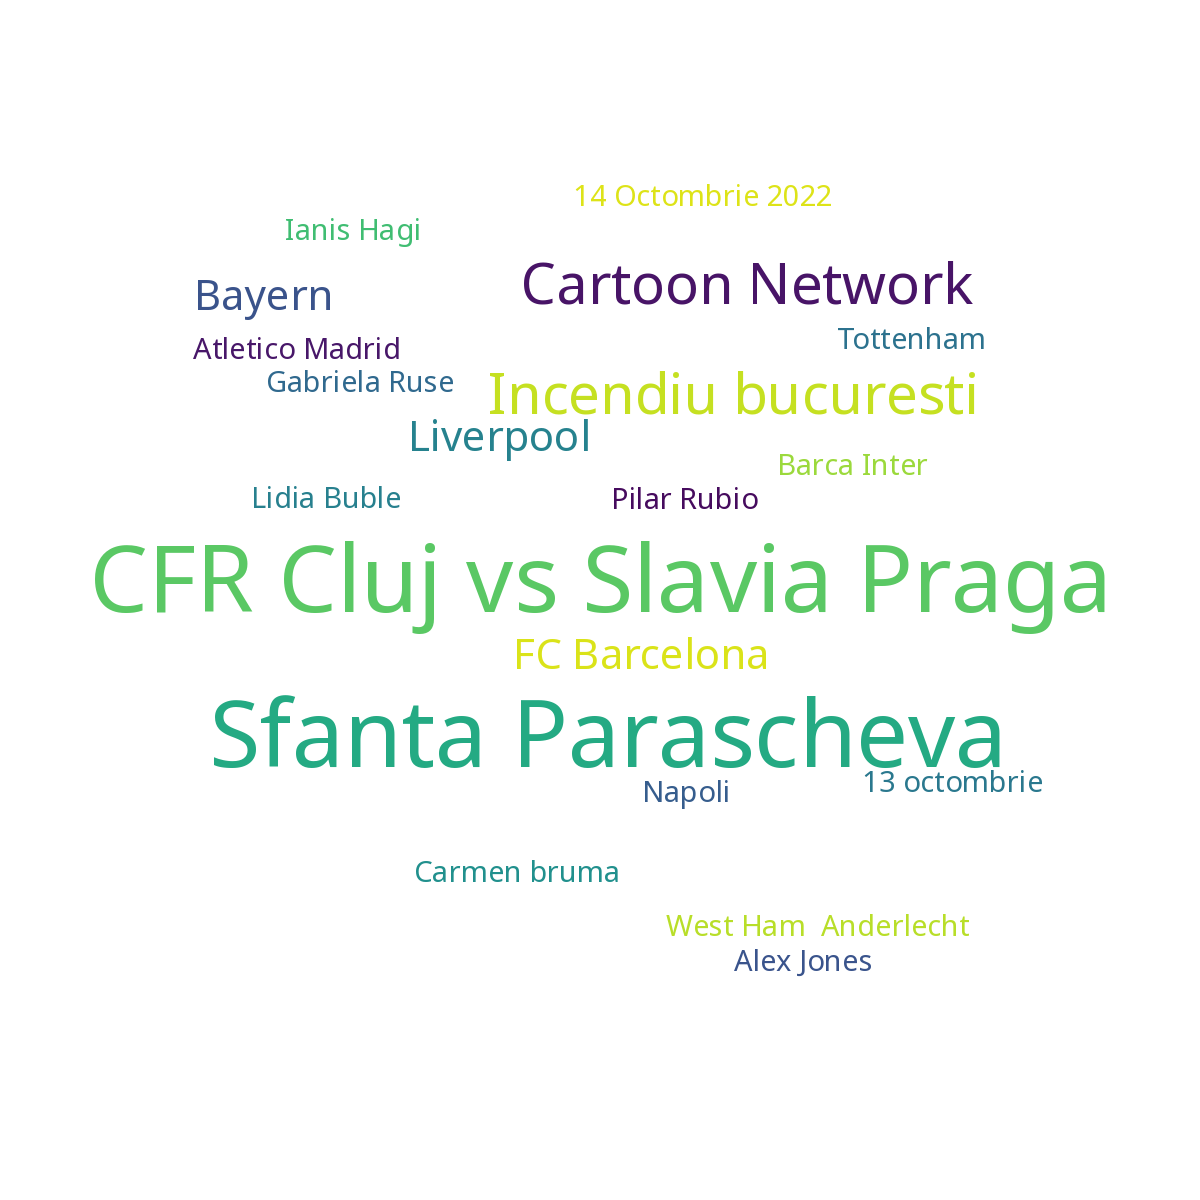 14 Octombrie 2022
Ianis Hagi
Cartoon Network
Bayern
Tottenham
Atletico Madrid
Gabriela Ruse
Incendiu bucuresti
Liverpool
Barca Inter
Lidia Buble
Pilar Rubio
CFR Cluj vs Slavia Praga
FC Barcelona
Sfanta Parascheva
13 octombrie
Napoli
Carmen bruma
West Ham  Anderlecht
Alex Jones